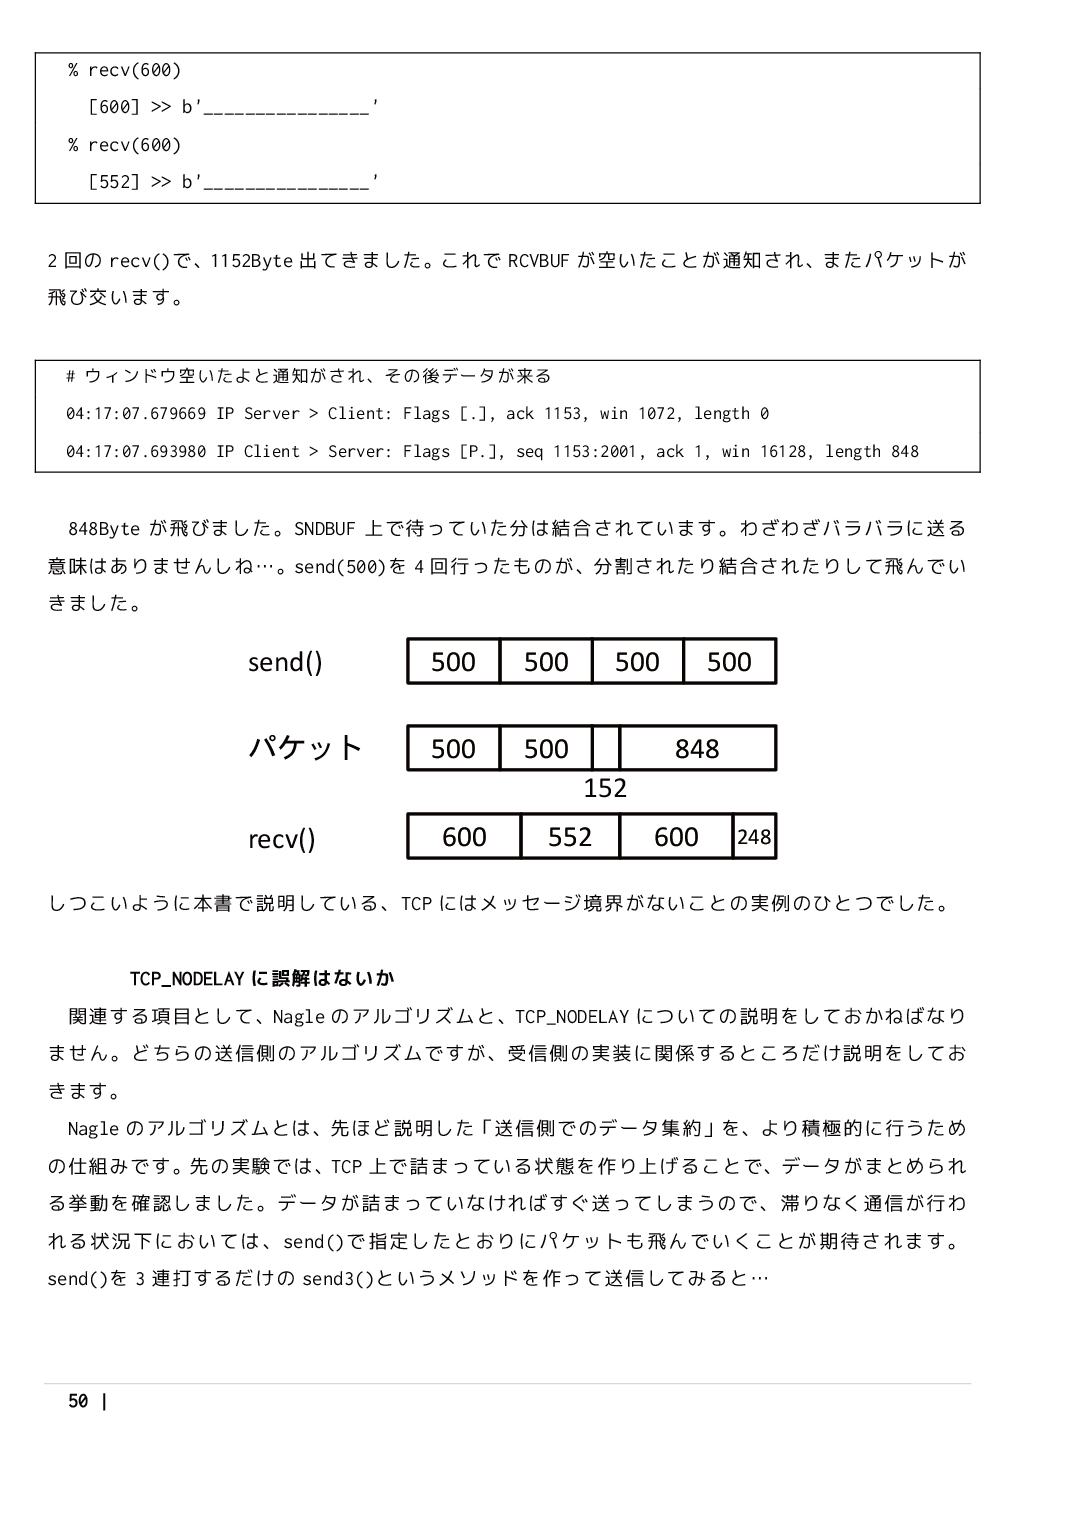 % recv(600)
[600] >> b'________________'
% recv(600)
[552] >> b'________________'
2 回の recv()で、1152Byte 出てきました。これで RCVBUF が空いたことが通知され、またパケットが
飛び交います。
# ウィンドウ空いたよと通知がされ、その後データが来る
04:17:07.679669 IP Server > Client: Flags [.], ack 1153, win 1072, length 0
04:17:07.693980 IP Client > Server: Flags [P.], seq 1153:2001, ack 1, win 16128, length 848
848Byte が飛びました。SNDBUF 上で待っていた分は結合されています。わざわざバラバラに送る
意味はありませんしね…。send(500)を 4 回行ったものが、分割されたり結合されたりして飛んでい
きました。
send() 500 500 500 500
パケット 500 500 848
152
recv() 600 552 600 248
しつこいように本書で説明している、TCP にはメッセージ境界がないことの実例のひとつでした。
TCP_NODELAY に誤解はないか
関連する項目として、Nagle のアルゴリズムと、TCP_NODELAY についての説明をしておかねばなり
ません。どちらの送信側のアルゴリズムですが、受信側の実装に関係するところだけ説明をしてお
きます。
Nagle のアルゴリズムとは、先ほど説明した「送信側でのデータ集約」を、より積極的に行うため
の仕組みです。先の実験では、TCP 上で詰まっている状態を作り上げることで、データがまとめられ
る挙動を確認しました。データが詰まっていなければすぐ送ってしまうので、滞りなく通信が行わ
れる状況下においては、send()で指定したとおりにパケットも飛んでいくことが期待されます。
send()を 3 連打するだけの send3()というメソッドを作って送信してみると…
50 |